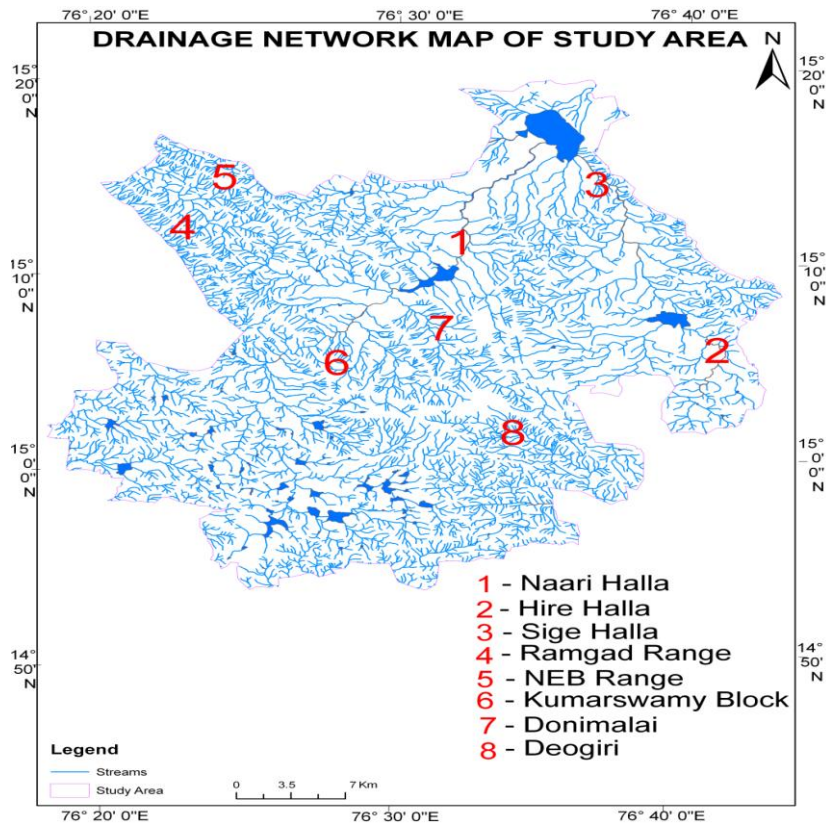 76° 20' 0"E 76° 30' 0"E 76° 40' 0"E
DRAINAGE NETWORK MAP OF STUDY AREA
N
15°
20'
0"
N
15°
20'
0"
N
5
3
4
1
15°
10'
0"
N
15°
10'
0"
N
7
2
6
8
15°
0'
0"
N
15°
0'
0"
N
1 - Naari Halla
2 - Hire Halla
3 - Sige Halla
4 - Ramgad Range
5 - NEB Range
6 - Kumarswamy Block
7 - Donimalai
8 - Deogiri
14°
50'
N
14°
50'
N
Legend
Streams
Study Area
0 3.5 7 Km
76° 20' 0"E 76° 30' 0"E 76° 40' 0"E